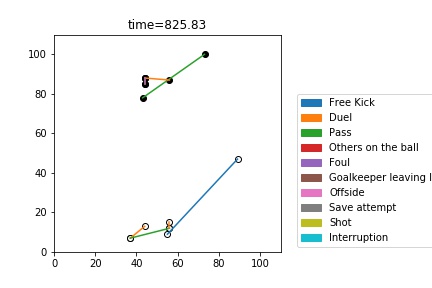 time=825.83
100
80
60
40
20
0
0 20 40 60 80 100
Free Kick
Duel
Pass
Others on the ball
Foul
Goalkeeper leaving l
Offside
Save attempt
Shot
Interruption